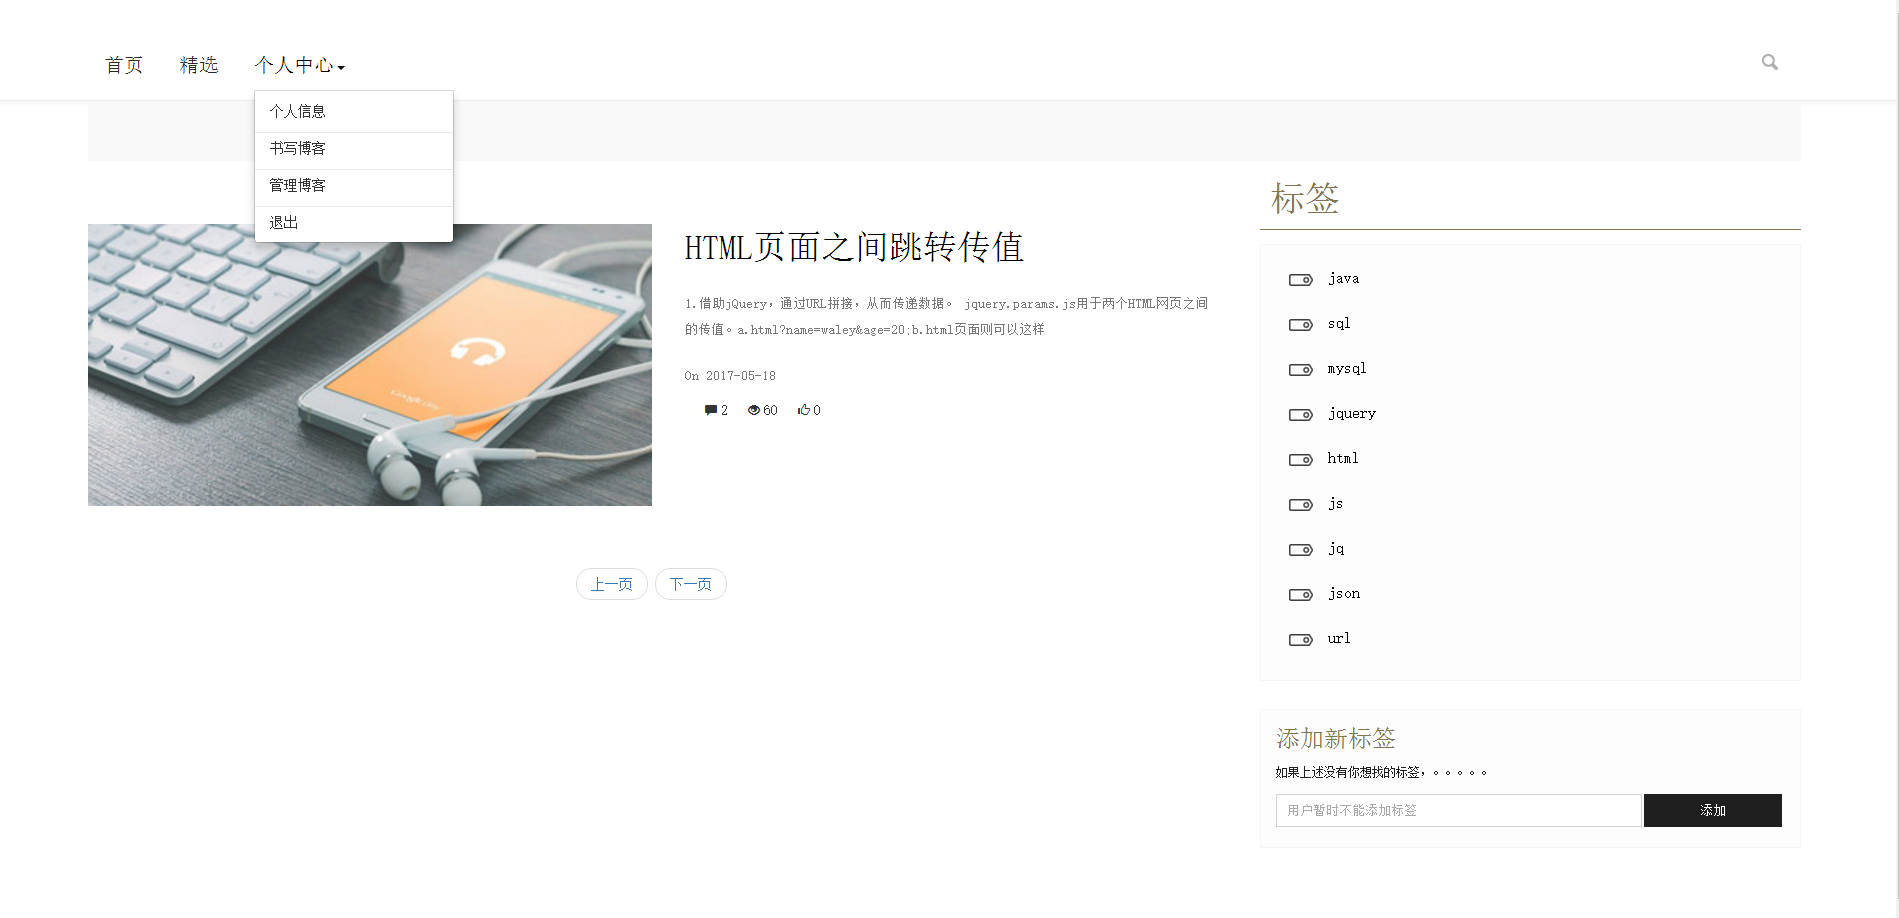 首页 精选 个人中心
个人信息
书写博客
管理博客
退出
HTML页面之间跳转传值
1.借助jQuery，通过URL拼接，从而传递数据。 jquery.params.js用于两个HTML网页之间
的传值。a.html?name=waley&age=20;b.html页面则可以这样
On 2017-05-18
2 60 0
上一页 下一页
标签
java
sql
mysql
jquery
html
js
jq
json
url
添加新标签
如果上述没有你想找的标签，。。。。。
用户暂时不能添加标签 添加